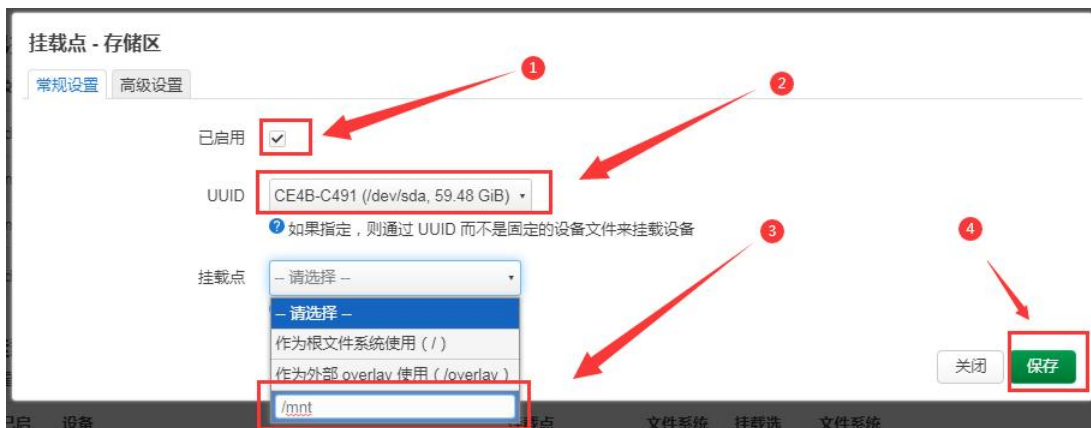 挂载点 - 存储区
常规设置 高级设置
1
2
已启用
UUID CE4B-C491 (/dev/sda, 59.48 GiB)
? 如果指定，则通过 UUID 而不是固定的设备文件来挂载设备
3
4
挂载点 -- 请选择 --
-- 请选择 --
作为根文件系统使用（/）
作为外部 overlay 使用（/overlay）
关闭 保存
/mnt
设备 文件系统 挂载选 文件系统